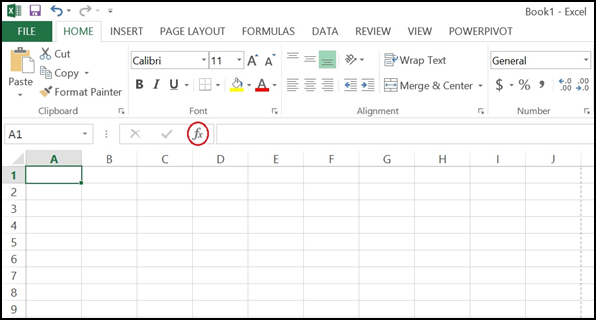 Book1 - Excel
FILE HOME INSERT PAGE LAYOUT FORMULAS DATA REVIEW VIEW POWERPIVOT
Paste
Cut
Copy
Format Painter
Clipboard
Calibri 11 A A
B I U A
Font
Wrap Text
Merge & Center
Alignment
General
$ % , .0 .00 .00 .0
Number
A1 fx
A B C D E F G H I J
1
2
3
4
5
6
7
8
9